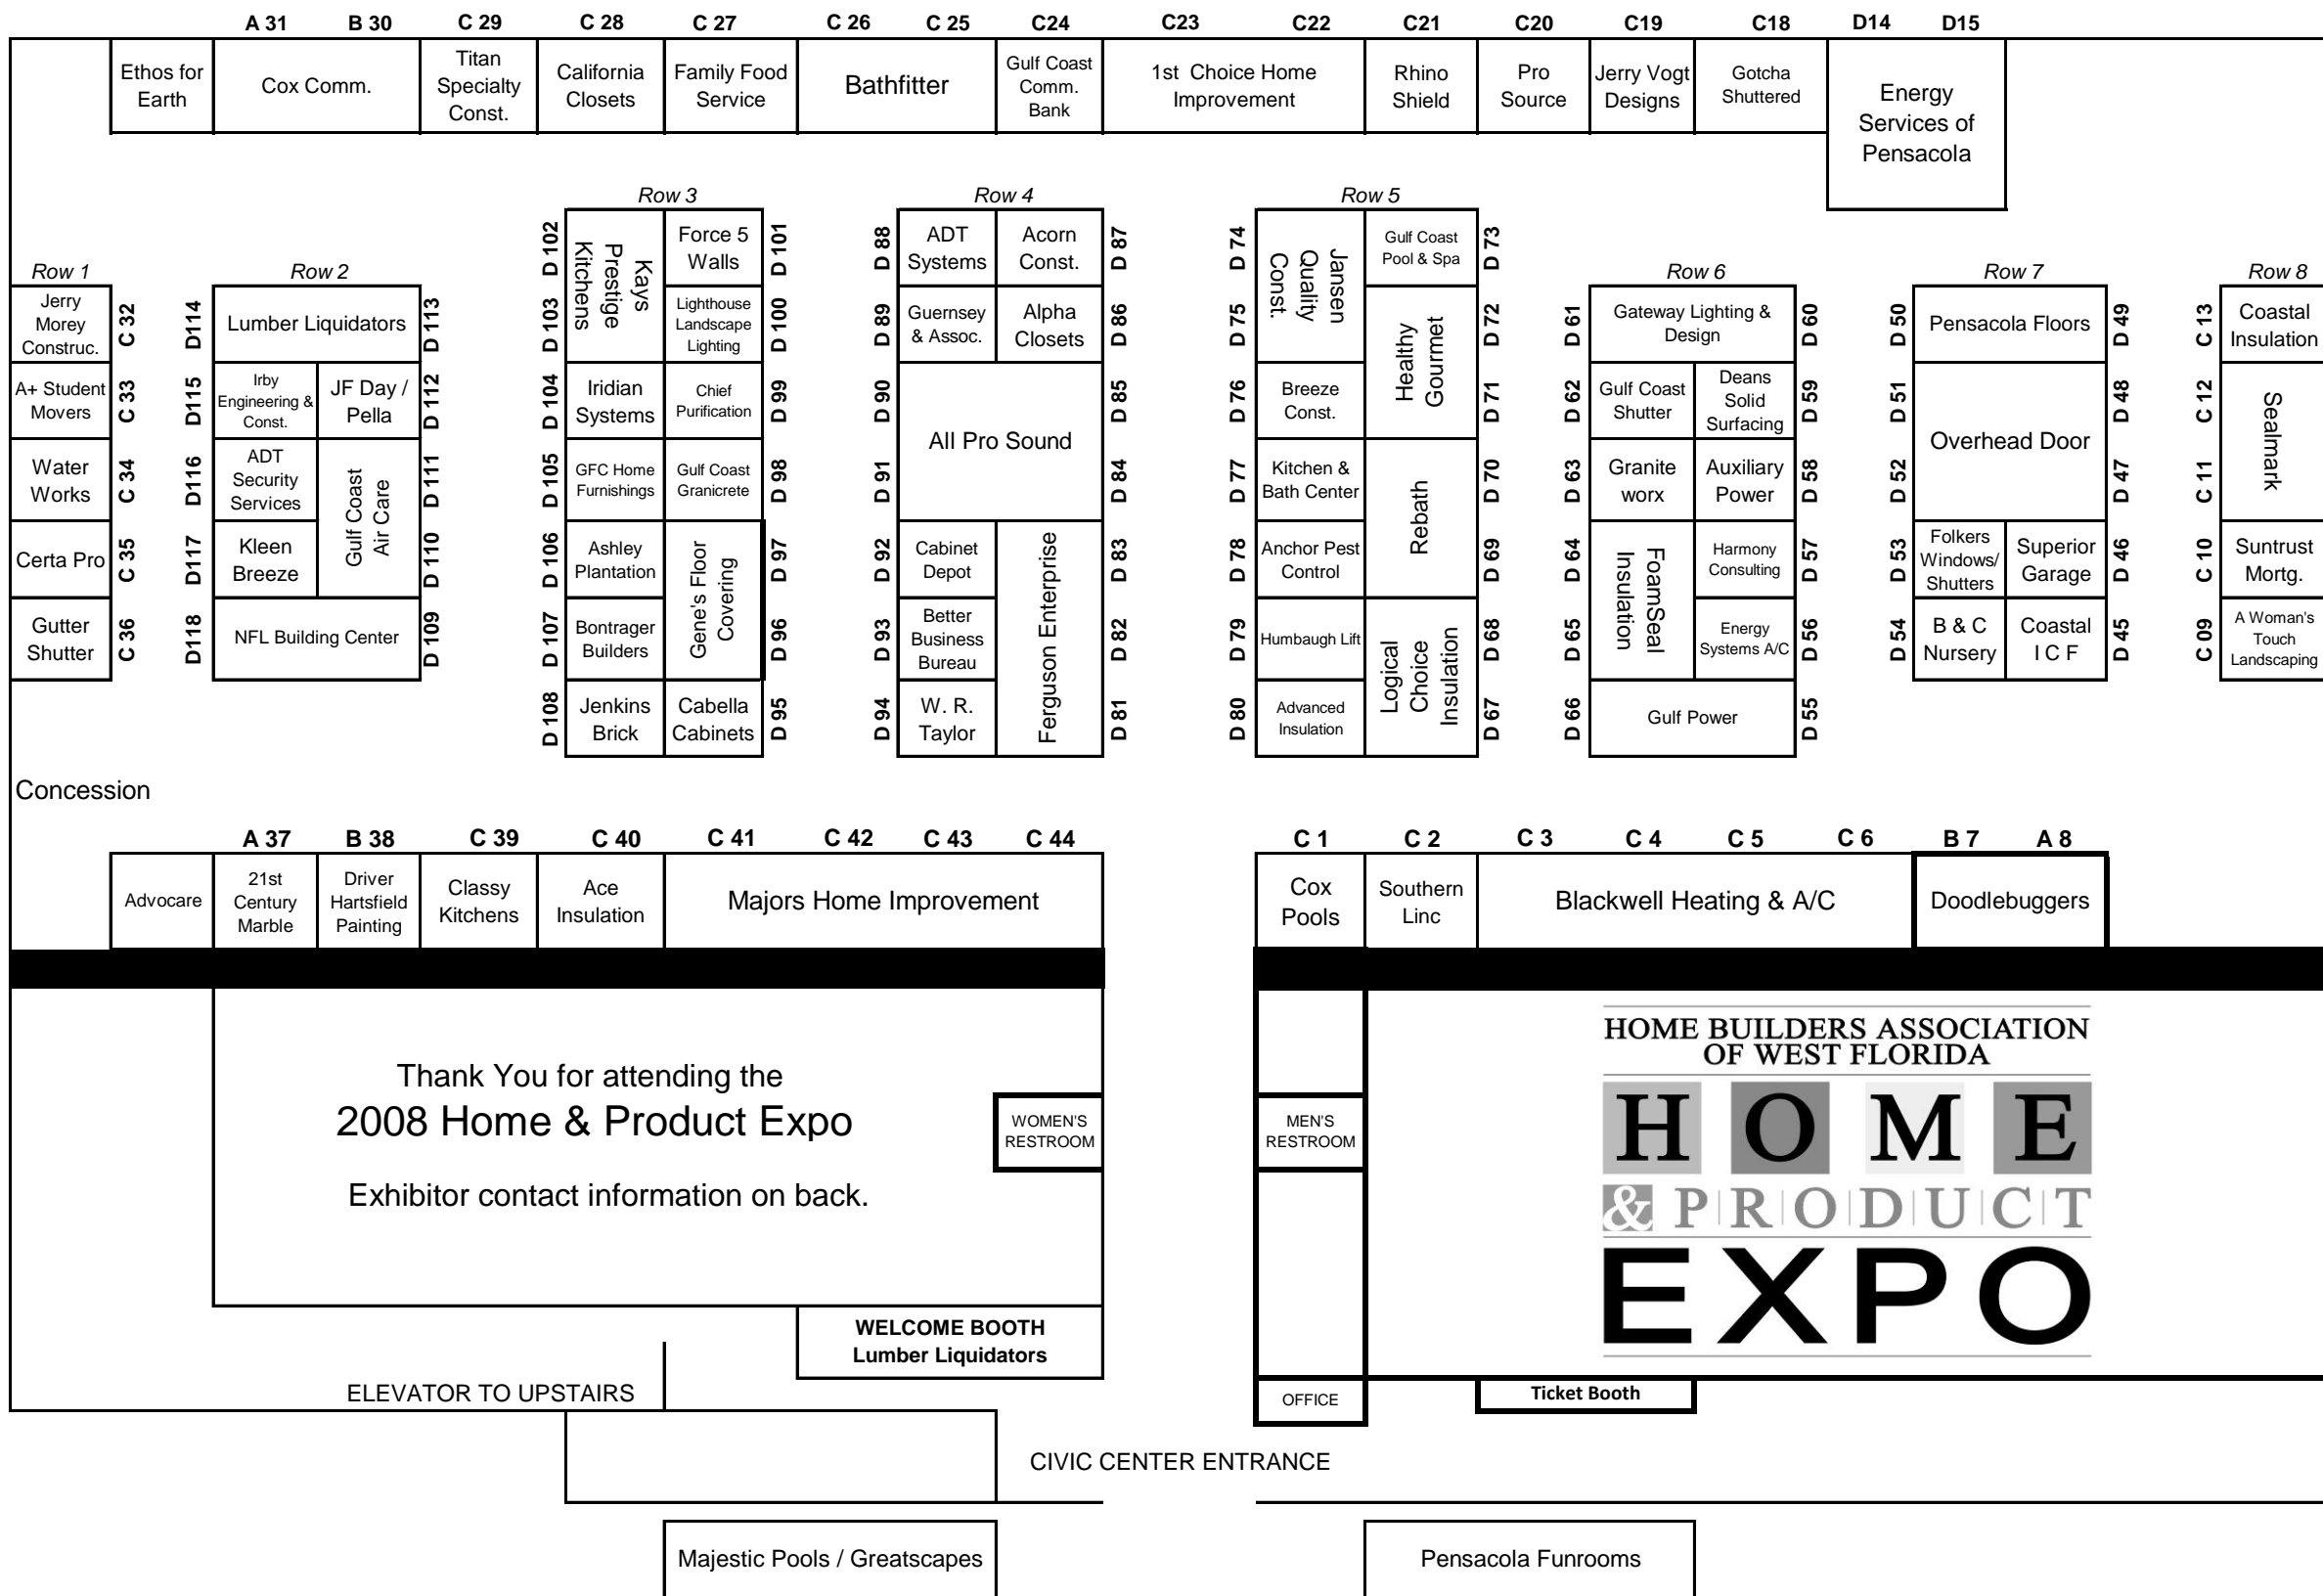 A 31 B 30 C 29 C 28 C 27 C 26 C 25 C24 C23 C22 C21 C20 C19 C18 D14 D15
Ethos for
Earth
Cox Comm.
Titan
Specialty
Const.
California
Closets
Family Food
Service
Bathfitter
Gulf Coast
Comm.
Bank
1st Choice Home
Improvement
Rhino
Shield
Pro
Source
Jerry Vogt
Designs
Gotcha
Shuttered
Energy
Services of
Pensacola
Row 1
Jerry
Morey
Construc.
C 32
A+ Student
Movers
C 33
Water
Works
C 34
Certa Pro
C 35
Gutter
Shutter
C 36
Row 2
D114
Lumber Liquidators
D 113
D115
Irby
Engineering &
Const.
JF Day /
Pella
D 112
D116
ADT
Security
Services
Gulf Coast
Air Care
D 111
D117
Kleen
Breeze
D 110
D118
NFL Building Center
D 109
Row 3
D 102
Kays
Prestige
Kitchens
Force 5
Walls
D 101
D 103
Lighthouse
Landscape
Lighting
D 100
D 104
Iridian
Systems
Chief
Purification
D 99
D 105
GFC Home
Furnishings
Gulf Coast
Granicrete
D 98
D 106
Ashley
Plantation
Gene's Floor
Covering
D 97
D 107
Bontrager
Builders
D 96
D 108
Jenkins
Brick
Cabella
Cabinets
D 95
Row 4
D 88
ADT
Systems
Acorn
Const.
D 87
D 89
Guernsey
& Assoc.
Alpha
Closets
D 86
D 90
All Pro Sound
D 85
D 91
D 84
D 92
Cabinet
Depot
Ferguson Enterprise
D 83
D 93
Better
Business
Bureau
D 82
D 94
W. R.
Taylor
D 81
Row 5
D 74
Jansen
Quality
Const.
Gulf Coast
Pool & Spa
D 73
D 75
Healthy
Gourmet
D 72
D 76
Breeze
Const.
D 71
D 77
Kitchen &
Bath Center
Rebath
D 70
D 78
Anchor Pest
Control
D 69
D 79
Humbaugh Lift
Logical
Choice
Insulation
D 68
D 80
Advanced
Insulation
D 67
Row 6
D 61
Gateway Lighting &
Design
D 60
D 62
Gulf Coast
Shutter
Deans
Solid
Surfacing
D 59
D 63
Granite
worx
Auxiliary
Power
D 58
D 64
FoamSeal
Insulation
Harmony
Consulting
D 57
D 65
Energy
Systems A/C
D 56
D 66
Gulf Power
D 55
Row 7
D 50
Pensacola Floors
D 49
D 51
Overhead Door
D 48
D 52
D 47
D 53
Folkers
Windows/
Shutters
Superior
Garage
D 46
D 54
B & C
Nursery
Coastal
I C F
D 45
Row 8
C 13
Coastal
Insulation
C 12
Sealmark
C 11
C 10
Suntrust
Mortg.
C 09
A Woman's
Touch
Landscaping
Concession
A 37 B 38 C 39 C 40 C 41 C 42 C 43 C 44 C 1 C 2 C 3 C 4 C 5 C 6 B 7 A 8
Advocare
21st
Century
Marble
Driver
Hartsfield
Painting
Classy
Kitchens
Ace
Insulation
Majors Home Improvement
Cox
Pools
Southern
Linc
Blackwell Heating & A/C
Doodlebuggers
Thank You for attending the
2008 Home & Product Expo
Exhibitor contact information on back.
WOMEN'S
RESTROOM
MEN'S
RESTROOM
HOME BUILDERS ASSOCIATION
OF WEST FLORIDA
HOME
& PRODUCT
EXPO
WELCOME BOOTH
Lumber Liquidators
ELEVATOR TO UPSTAIRS
OFFICE
Ticket Booth
CIVIC CENTER ENTRANCE
Majestic Pools / Greatscapes
Pensacola Funrooms